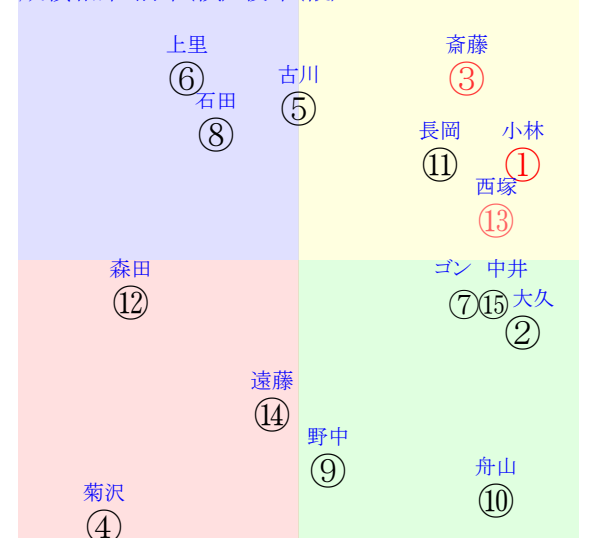 上里
⑥
石田
⑧
古川
⑤
斎藤
③
長岡
⑪
小林
①
西塚
⑬
森田
⑫
ゴン
⑦
中井
⑮
大久
②
遠藤
⑭
野中
⑨
舟山
⑩
菊沢
④